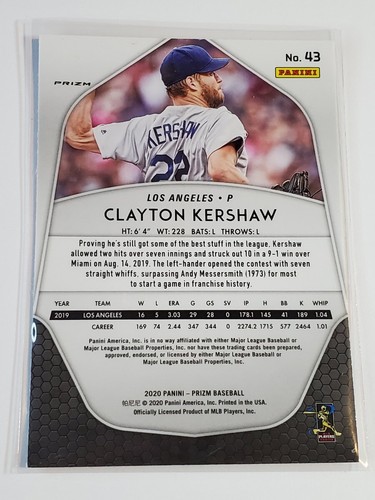 No. 43
PANINI
PRIZM
KERSHAW
22
LOS ANGELES • P
CLAYTON KERSHAW
HT: 6' 4" WT: 228 BATS: L THROWS: L
Proving he's still got some of the best stuff in the league, Kershaw
allowed two hits over seven innings and struck out 10 in a 9-1 win over
Miami on Aug. 14, 2019. The left-hander opened the contest with seven
straight whiffs, surpassing Andy Messersmith (1973) for most
to start a game in franchise history.
YEAR TEAM W L ERA G GS SV IP H BB K WHIP
2019 LOS ANGELES 16 5 3.03 29 28 0 178.1 145 41 189 1.04
CAREER 169 74 2.44 347 344 0 2274.2 1715 577 2464 1.01
Panini America, Inc. is in no way affiliated with either Major League Baseball or
Major League Baseball Properties, Inc., nor have these trading cards been prepared,
approved, endorsed, or licensed by either Major League Baseball or
Major League Baseball Properties, Inc.
2020 PANINI - PRIZM BASEBALL
帕尼尼 © 2020 Panini America, Inc. Printed in the USA.
Officially Licensed Product of MLB Players, Inc.
PLAYERS